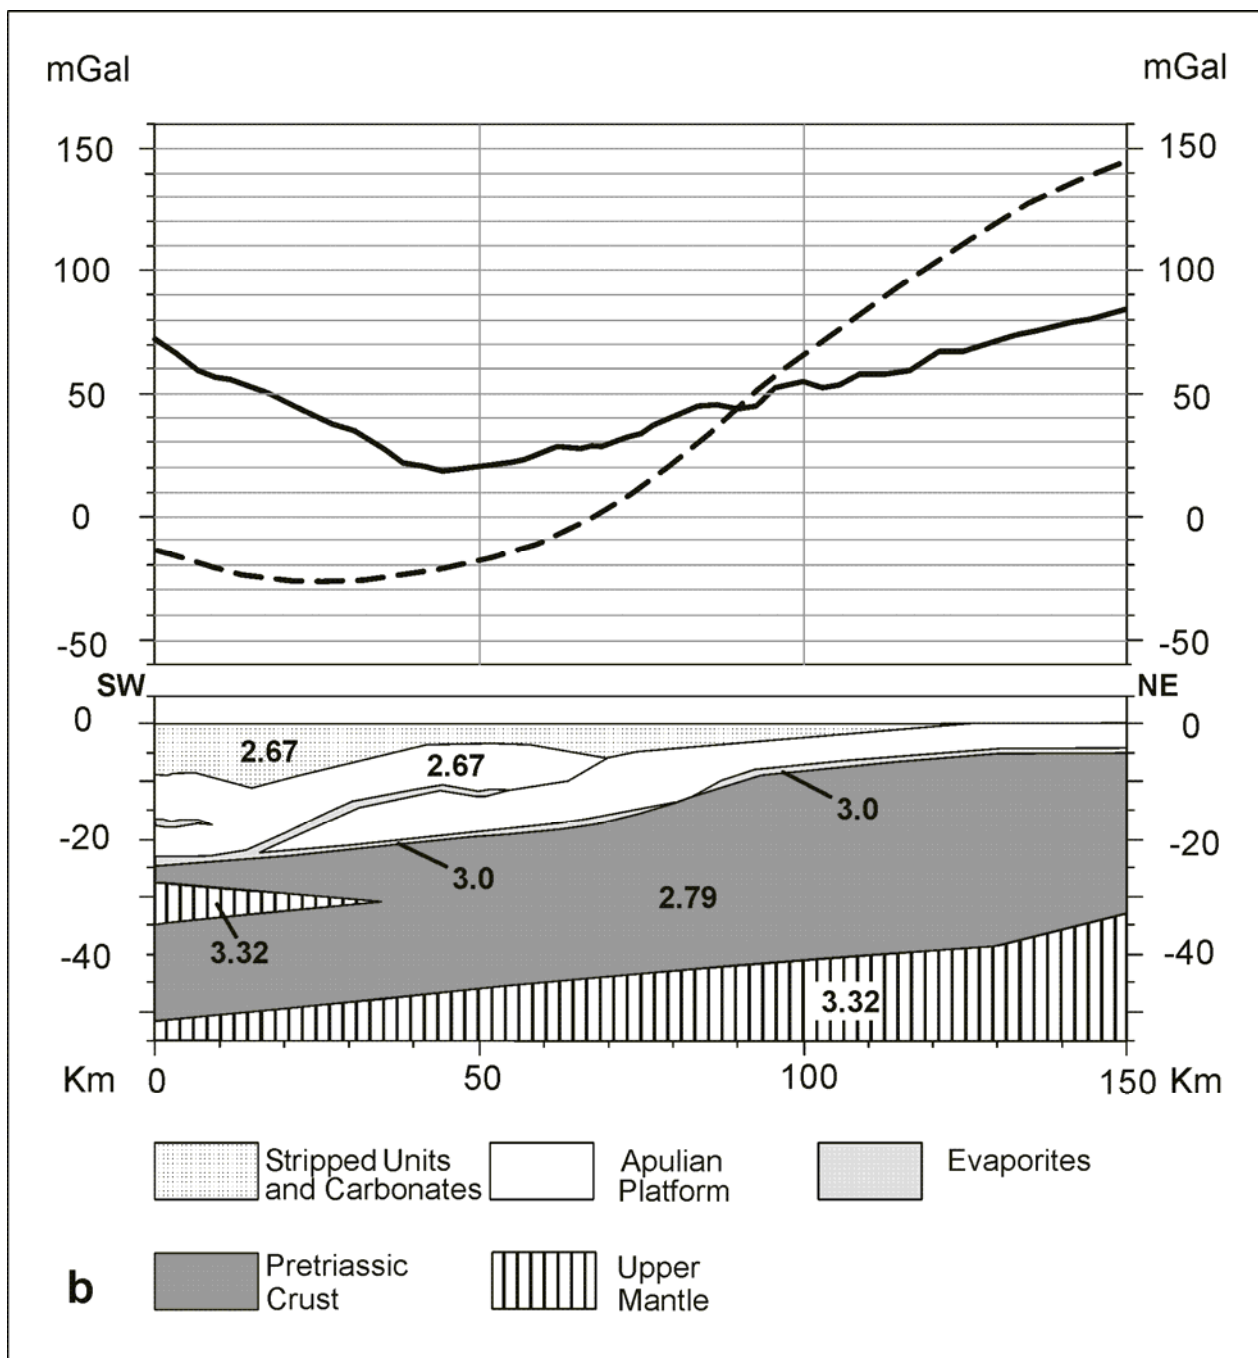 mGal mGal
150 150
100 100
50 50
0 0
-50 -50
SW NE
0 0
2.67
2.67
3.0
-20 -20
3.0
2.79
3.32
-40 -40
3.32
Km 0 50 100 150 Km
Stripped Units
and Carbonates
Apulian
Platform
Evaporites
Pretriassic
Crust
Upper
Mantle
b